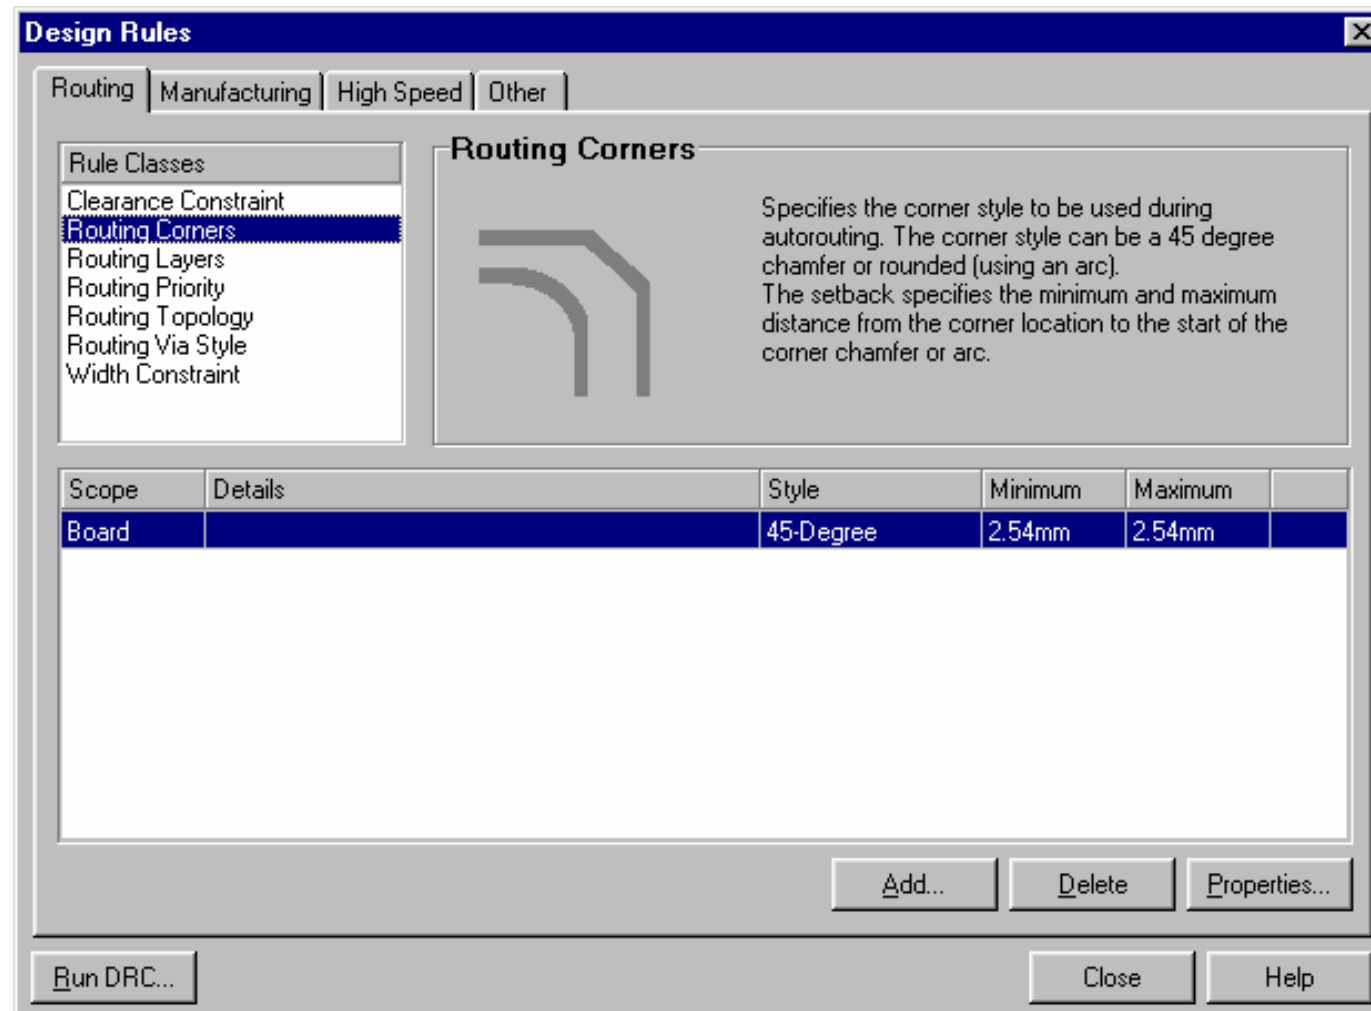 Design Rules
Routing Manufacturing High Speed Other
Rule Classes
Clearance Constraint
Routing Corners
Routing Layers
Routing Priority
Routing Topology
Routing Via Style
Width Constraint
Routing Corners
Specifies the corner style to be used during
autorouting. The corner style can be a 45 degree
chamfer or rounded (using an arc).
The setback specifies the minimum and maximum
distance from the corner location to the start of the
corner chamfer or arc.
Scope Details Style Minimum Maximum
Board 45-Degree 2.54mm 2.54mm
Add... Delete Properties...
Run DRC... Close Help